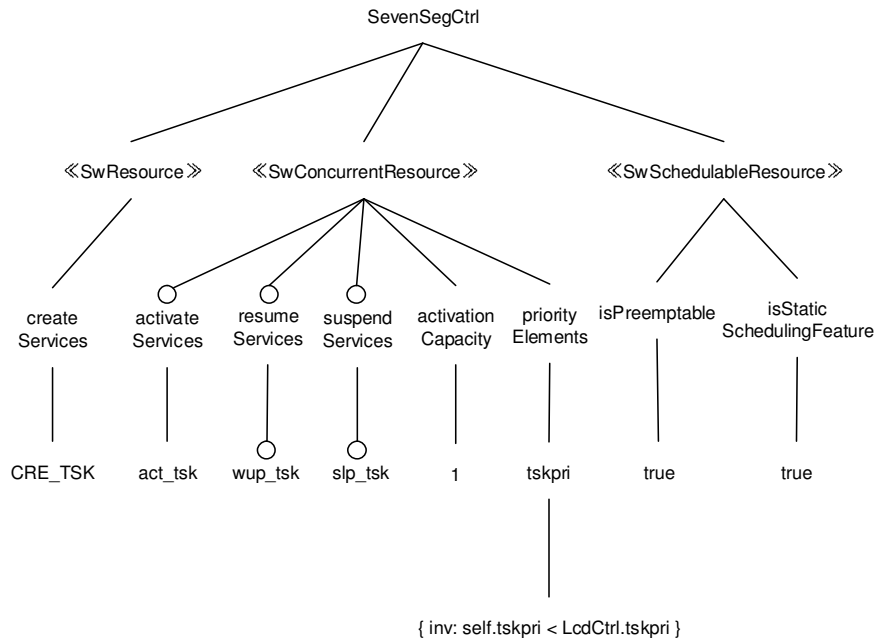 SevenSegCtrl
≪SwResource≫
≪SwConcurrentResource≫
≪SwSchedulableResource≫
create
Services
activate
Services
resume
Services
suspend
Services
activation
Capacity
priority
Elements
isPreemptable
isStatic
SchedulingFeature
CRE_TSK
act_tsk
wup_tsk
slp_tsk
1
tskpri
true
true
{ inv: self.tskpri < LcdCtrl.tskpri }